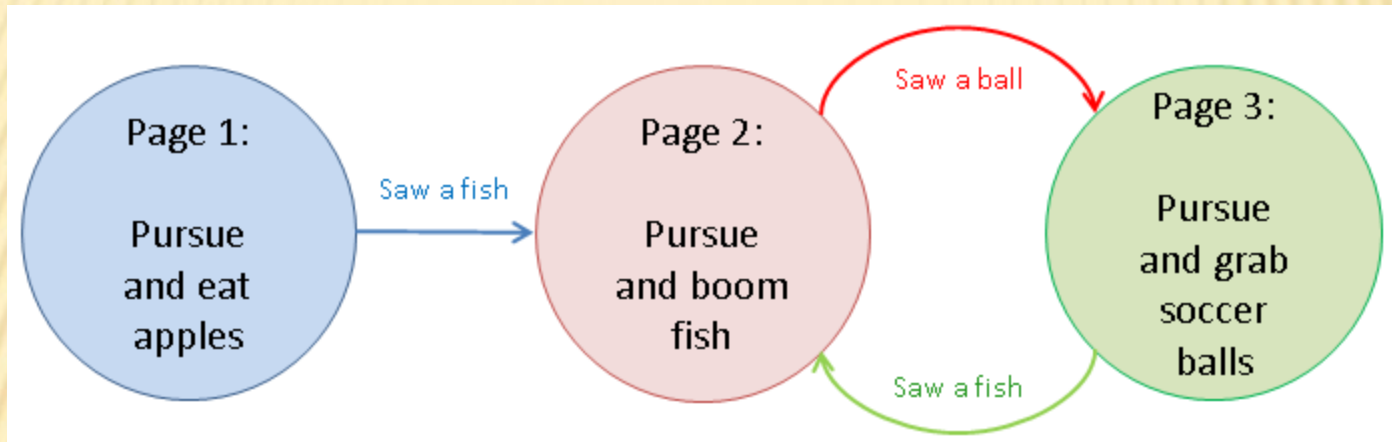 Page 1:
Pursue
and eat
apples
Saw a fish
Page 2:
Pursue
and boom
fish
Saw a ball
Saw a fish
Page 3:
Pursue
and grab
soccer
balls